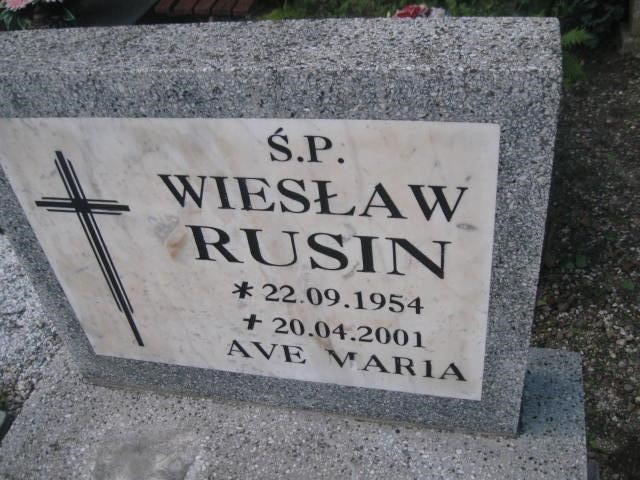 Ś.P.
WIESŁAW
RUSIN
* 22.09.1954
+ 20.04.2001
AVE MARIA